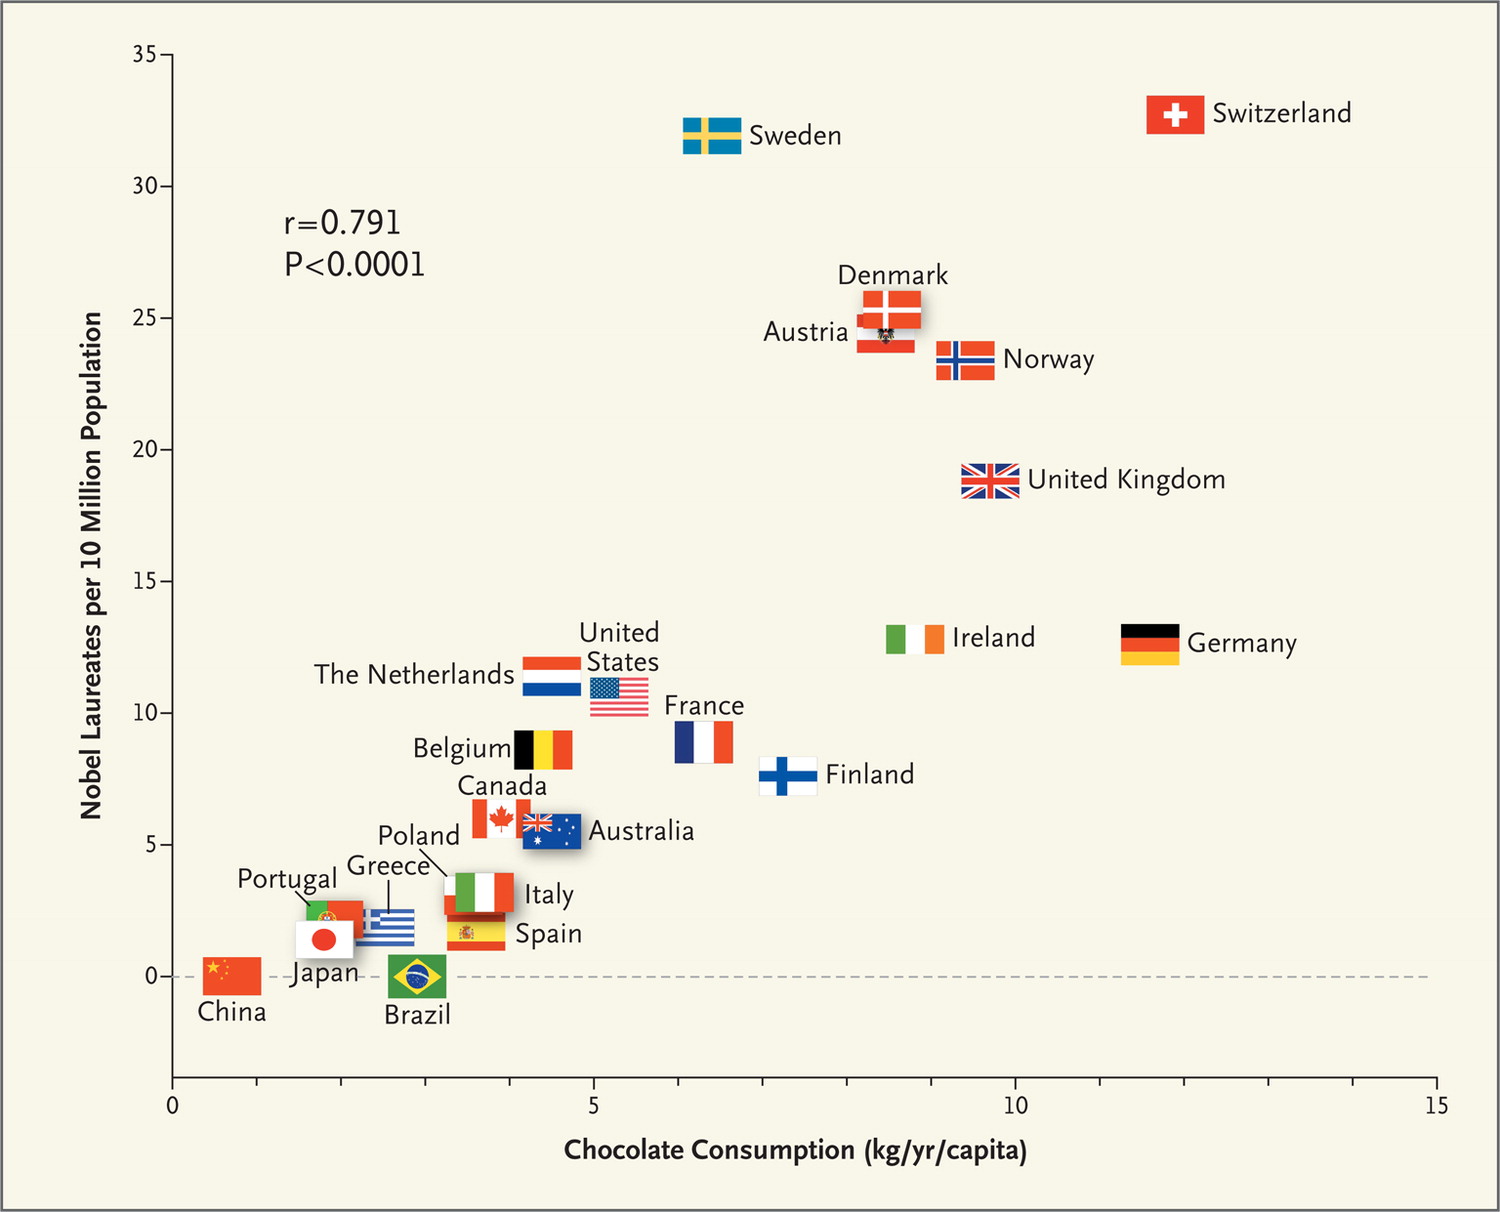 35
Switzerland
Sweden
30
r=0.791
P<0.0001
Denmark
25
Austria
Norway
20
United Kingdom
15
United
States
Ireland
Germany
The Netherlands
10
France
Belgium
Finland
Canada
Australia
5
Poland
Greece
Portugal
Italy
Spain
0
Japan
China
Brazil
Nobel Laureates per 10 Million Population
0
5
10
15
Chocolate Consumption (kg/yr/capita)